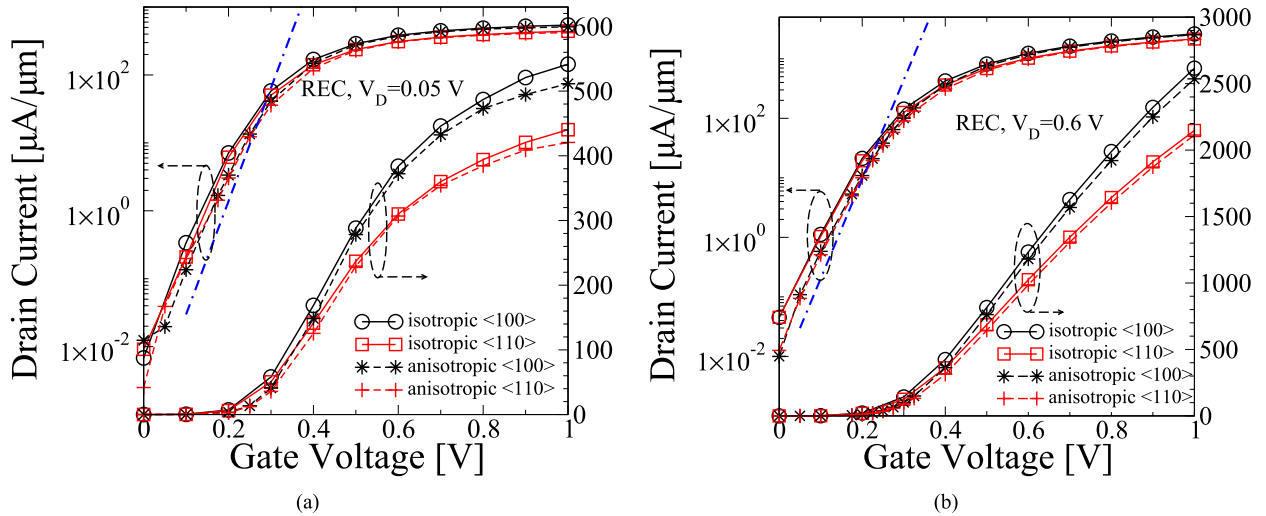 Drain Current [μA/μm]
1×10²
1×10⁰
1×10⁻²
600
500
400
300
200
100
0
REC, V_D=0.05 V
isotropic <100>
isotropic <110>
anisotropic <100>
anisotropic <110>
0 0.2 0.4 0.6 0.8 1
Gate Voltage [V]
(a)
Drain Current [μA/μm]
1×10²
1×10⁰
1×10⁻²
3000
2500
2000
1500
1000
500
0
REC, V_D=0.6 V
isotropic <100>
isotropic <110>
anisotropic <100>
anisotropic <110>
0 0.2 0.4 0.6 0.8 1
Gate Voltage [V]
(b)